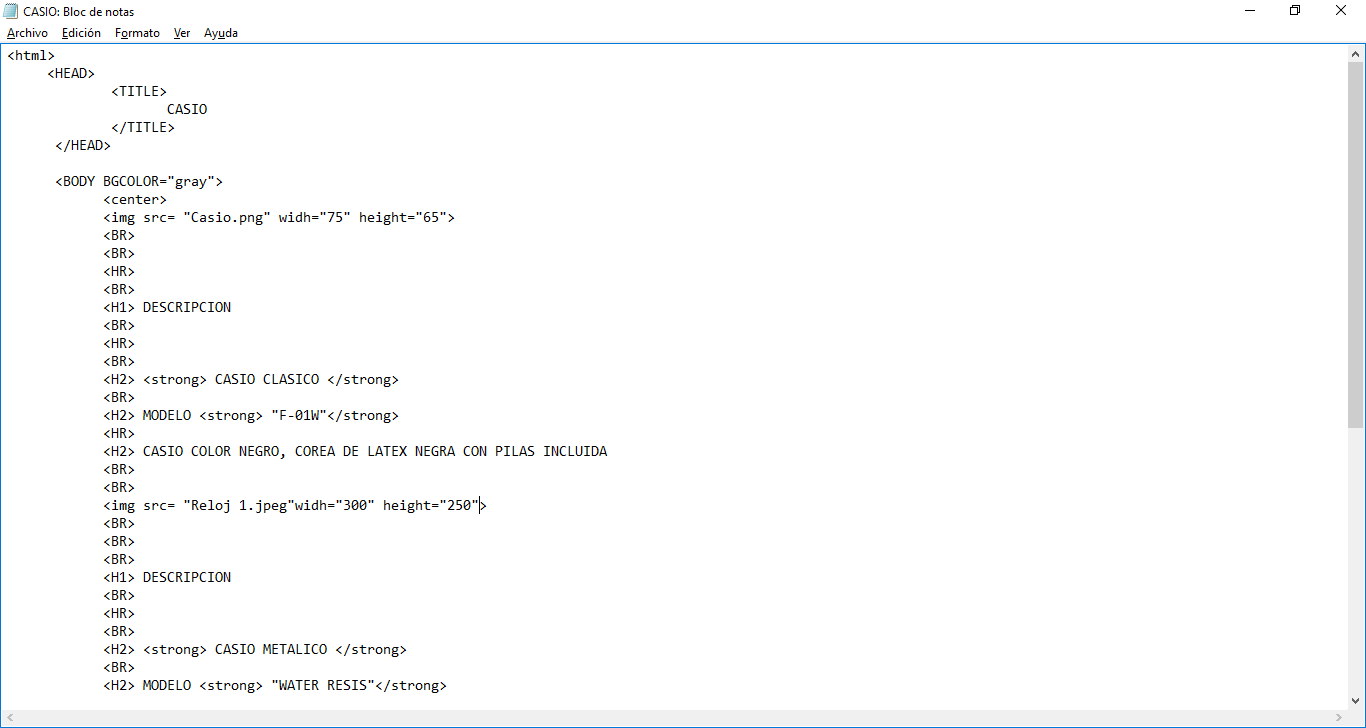 CASIO: Bloc de notas
Archivo Edición Formato Ver Ayuda
<html>
<HEAD>
<TITLE>
CASIO
</TITLE>
</HEAD>
<BODY BGCOLOR="gray">
<center>
<img src= "Casio.png" widh="75" height="65">
<BR>
<BR>
<HR>
<BR>
<H1> DESCRIPCION
<BR>
<HR>
<BR>
<H2> <strong> CASIO CLASICO </strong>
<BR>
<H2> MODELO <strong> "F-01W"</strong>
<HR>
<H2> CASIO COLOR NEGRO, COREA DE LATEX NEGRA CON PILAS INCLUIDA
<BR>
<BR>
<img src= "Reloj 1.jpeg"widh="300" height="250">
<BR>
<BR>
<BR>
<H1> DESCRIPCION
<BR>
<HR>
<BR>
<H2> <strong> CASIO METALICO </strong>
<BR>
<H2> MODELO <strong> "WATER RESIS"</strong>